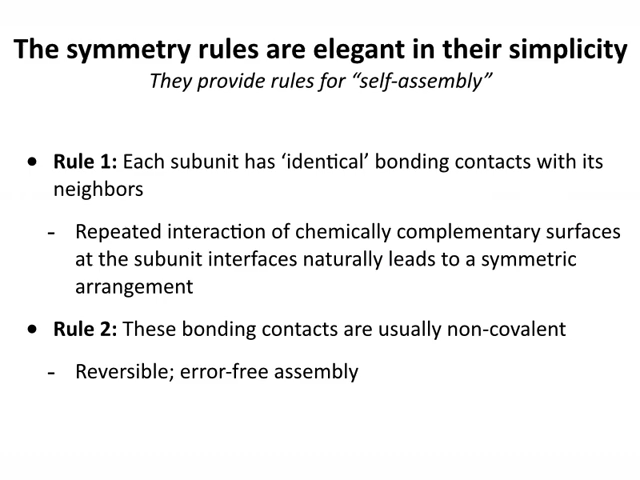 The symmetry rules are elegant in their simplicity
They provide rules for “self-assembly”
• Rule 1: Each subunit has ‘identical’ bonding contacts with its
neighbors
- Repeated interaction of chemically complementary surfaces
at the subunit interfaces naturally leads to a symmetric
arrangement
• Rule 2: These bonding contacts are usually non-covalent
- Reversible; error-free assembly